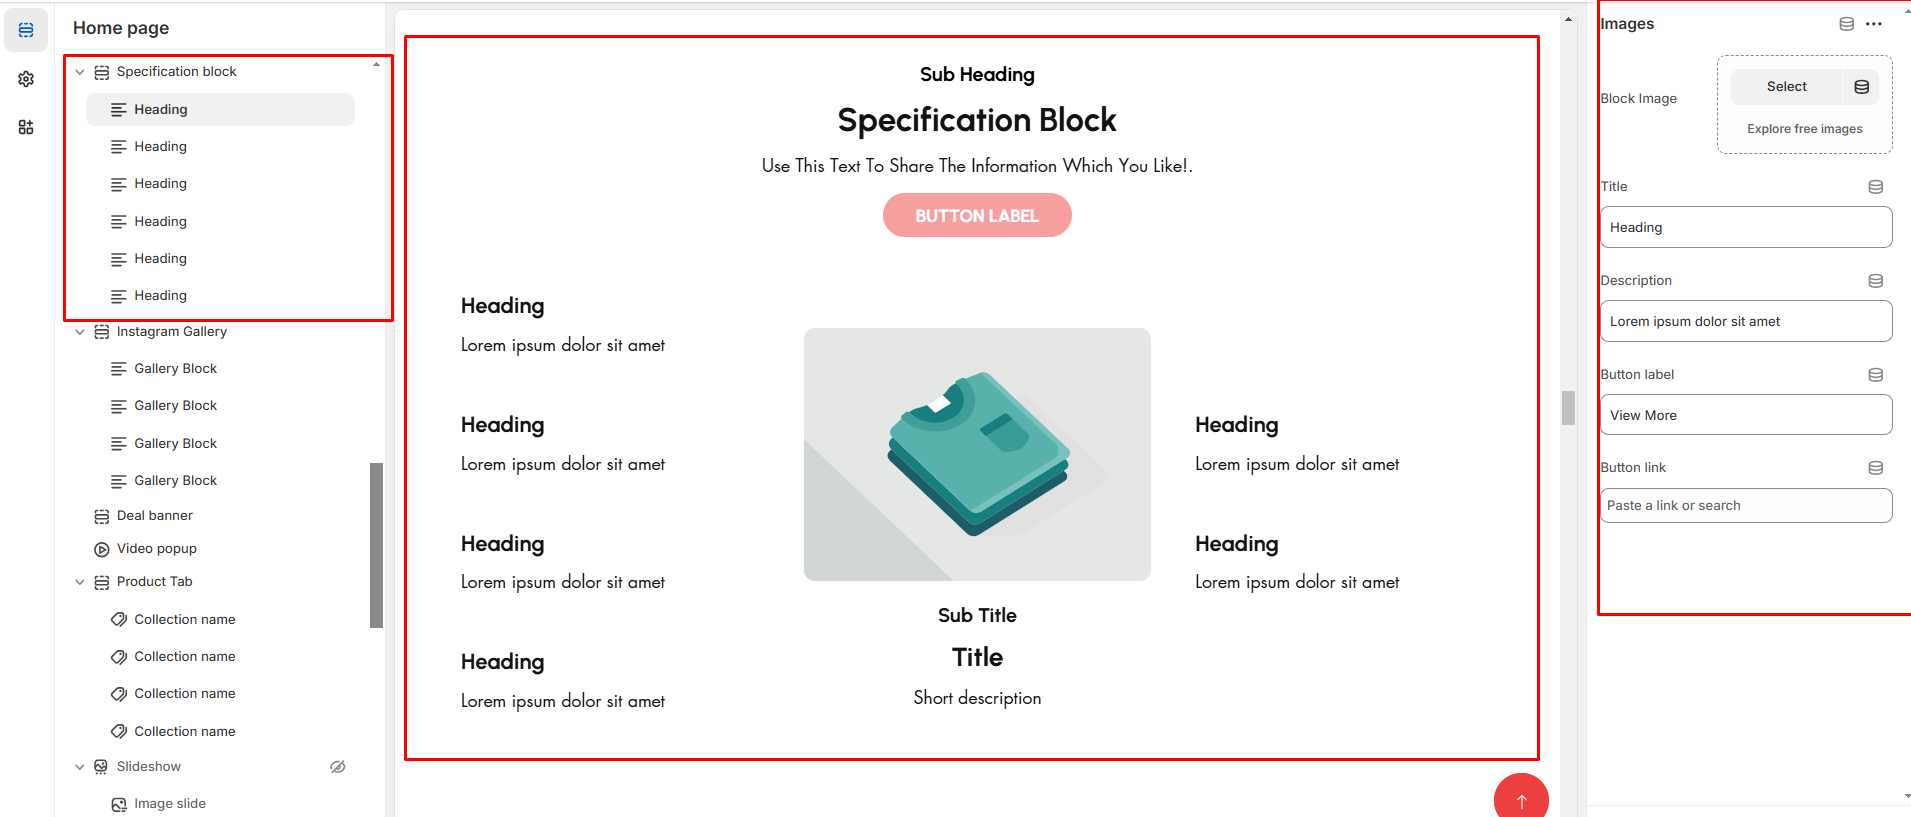 Home page
Specification block
Heading
Heading
Heading
Heading
Heading
Heading
Instagram Gallery
Gallery Block
Gallery Block
Gallery Block
Gallery Block
Deal banner
Video popup
Product Tab
Collection name
Collection name
Collection name
Collection name
Slideshow
Image slide
Sub Heading
Specification Block
Use This Text To Share The Information Which You Like!.
BUTTON LABEL
Heading
Lorem ipsum dolor sit amet
Heading
Lorem ipsum dolor sit amet
Heading
Lorem ipsum dolor sit amet
Heading
Lorem ipsum dolor sit amet
Sub Title
Title
Short description
Heading
Lorem ipsum dolor sit amet
Heading
Lorem ipsum dolor sit amet
Images
Block Image
Select
Explore free images
Title
Heading
Description
Lorem ipsum dolor sit amet
Button label
View More
Button link
Paste a link or search